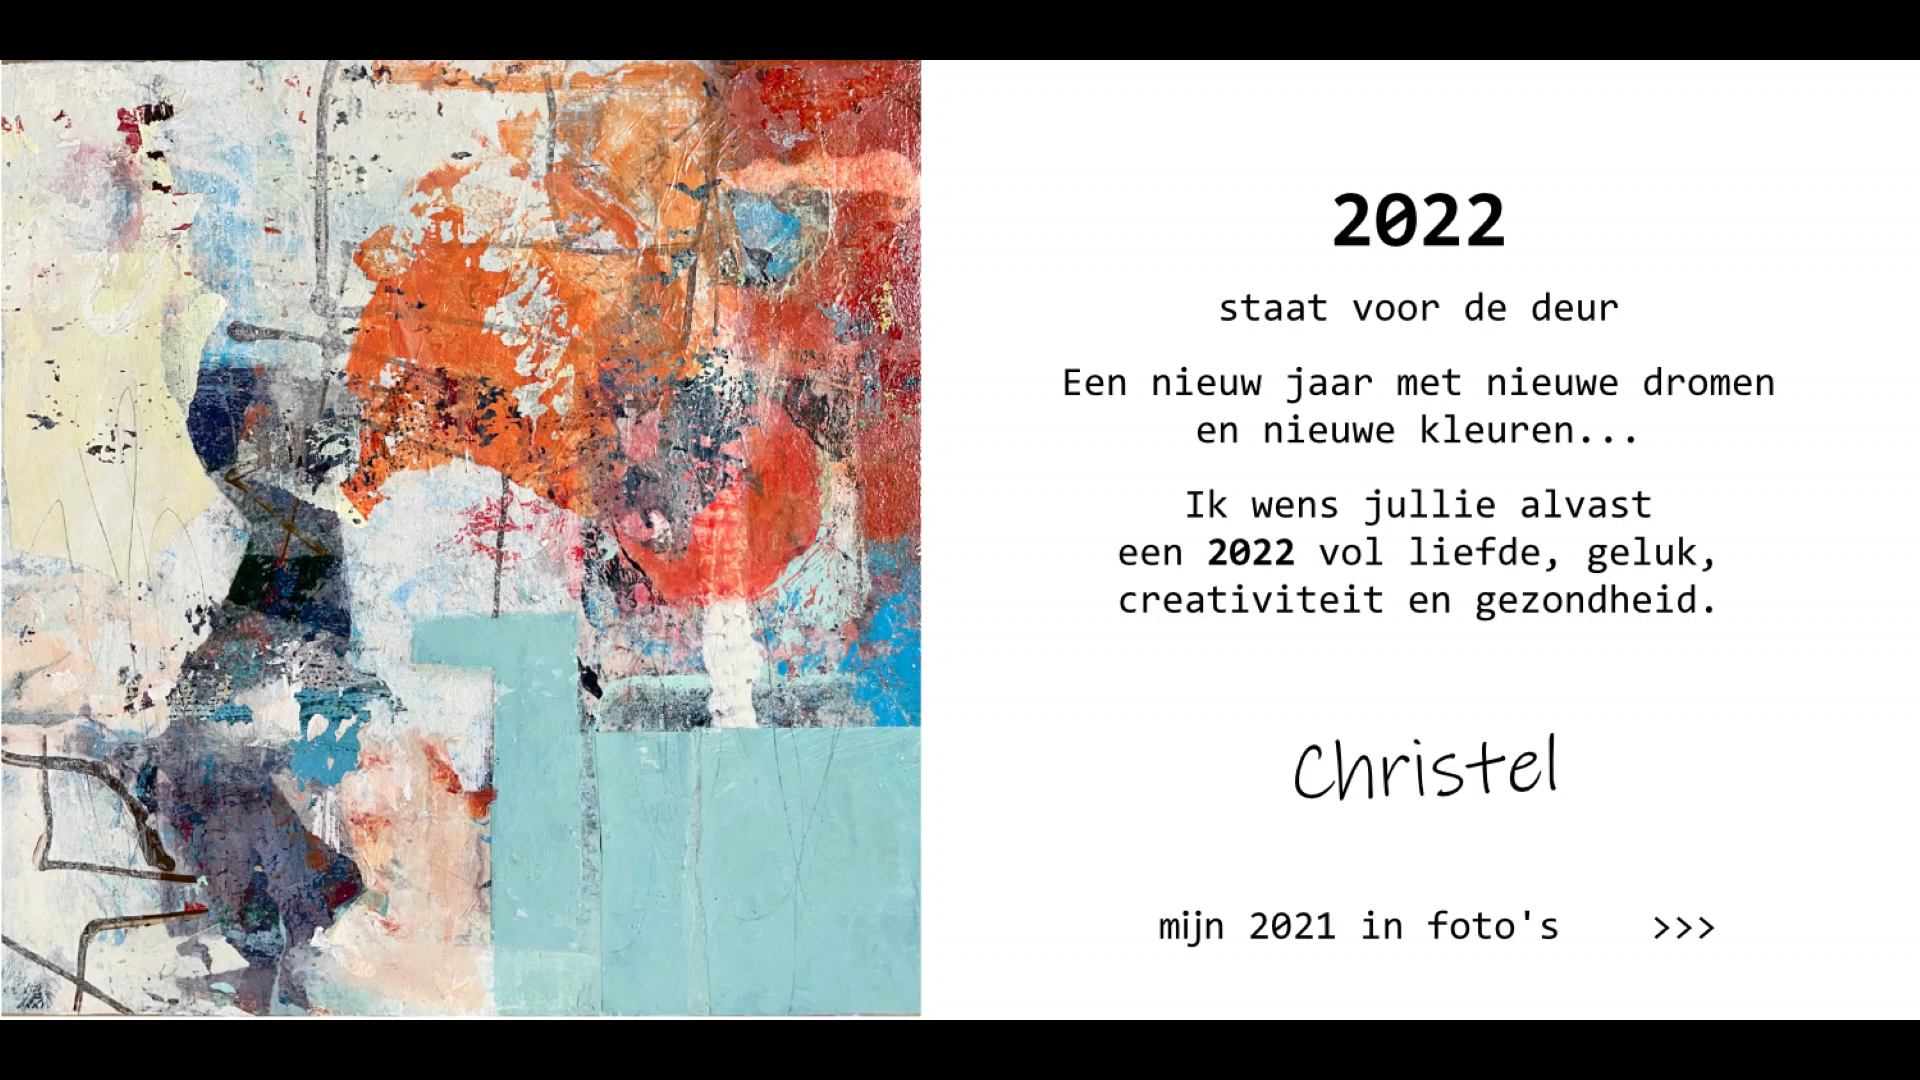 2022
staat voor de deur
Een nieuw jaar met nieuwe dromen
en nieuwe kleuren...
Ik wens jullie alvast
een 2022 vol liefde, geluk,
creativiteit en gezondheid.
Christel
mijn 2021 in foto's >>>